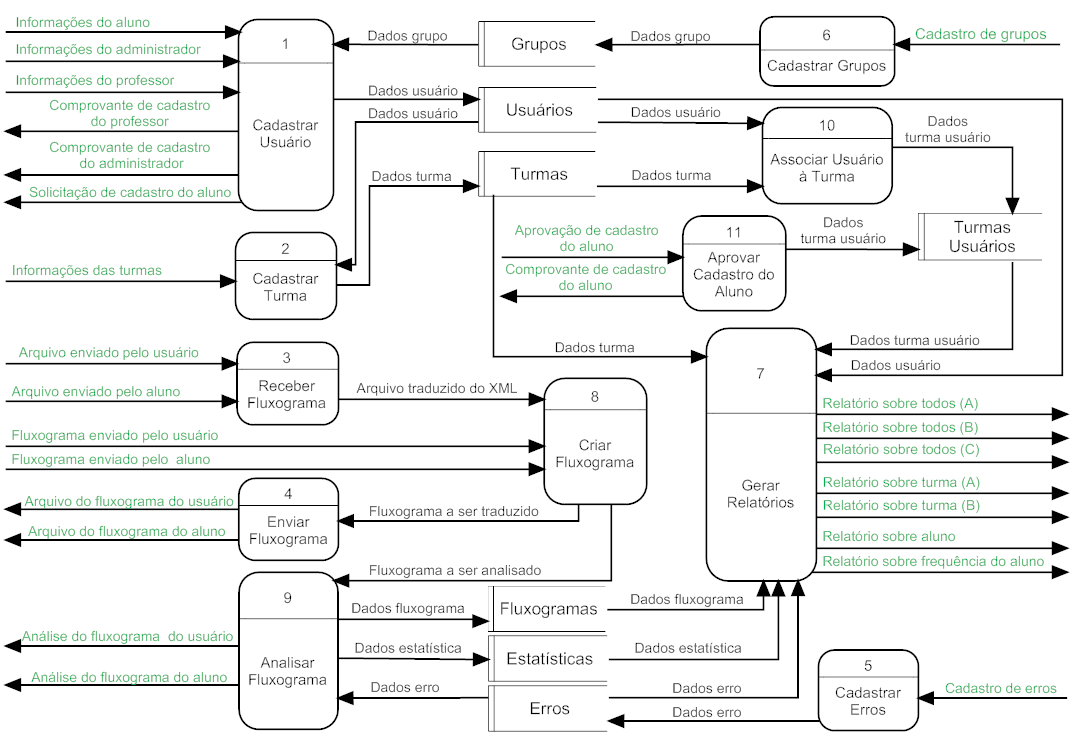 Informações do aluno
Informações do administrador
Informações do professor
Comprovante de cadastro
do professor
Comprovante de cadastro
do administrador
Solicitação de cadastro do aluno
1
Cadastrar
Usuário
Dados grupo
Grupos
Dados grupo
6
Cadastrar Grupos
Cadastro de grupos
Dados usuário
Dados usuário
Usuários
Dados usuário
Dados turma
Turmas
Dados turma
10
Associar Usuário
à Turma
Dados
turma usuário
Turmas
Usuários
Aprovação de cadastro
do aluno
Comprovante de cadastro
do aluno
11
Aprovar
Cadastro do
Aluno
Dados
turma usuário
Informações das turmas
2
Cadastrar
Turma
Dados turma
Dados turma usuário
Dados usuário
Arquivo enviado pelo usuário
Arquivo enviado pelo aluno
3
Receber
Fluxograma
Arquivo traduzido do XML
8
Criar
Fluxograma
Fluxograma enviado pelo usuário
Fluxograma enviado pelo aluno
7
Gerar
Relatórios
Relatório sobre todos (A)
Relatório sobre todos (B)
Relatório sobre todos (C)
Relatório sobre turma (A)
Relatório sobre turma (B)
Relatório sobre aluno
Relatório sobre frequência do aluno
Arquivo do fluxograma do usuário
Arquivo do fluxograma do aluno
4
Enviar
Fluxograma
Fluxograma a ser traduzido
Fluxograma a ser analisado
9
Analisar
Fluxograma
Análise do fluxograma do usuário
Análise do fluxograma do aluno
Dados fluxograma
Fluxogramas
Dados fluxograma
Dados estatística
Estatísticas
Dados estatística
Dados erro
Erros
Dados erro
Dados erro
5
Cadastrar
Erros
Cadastro de erros